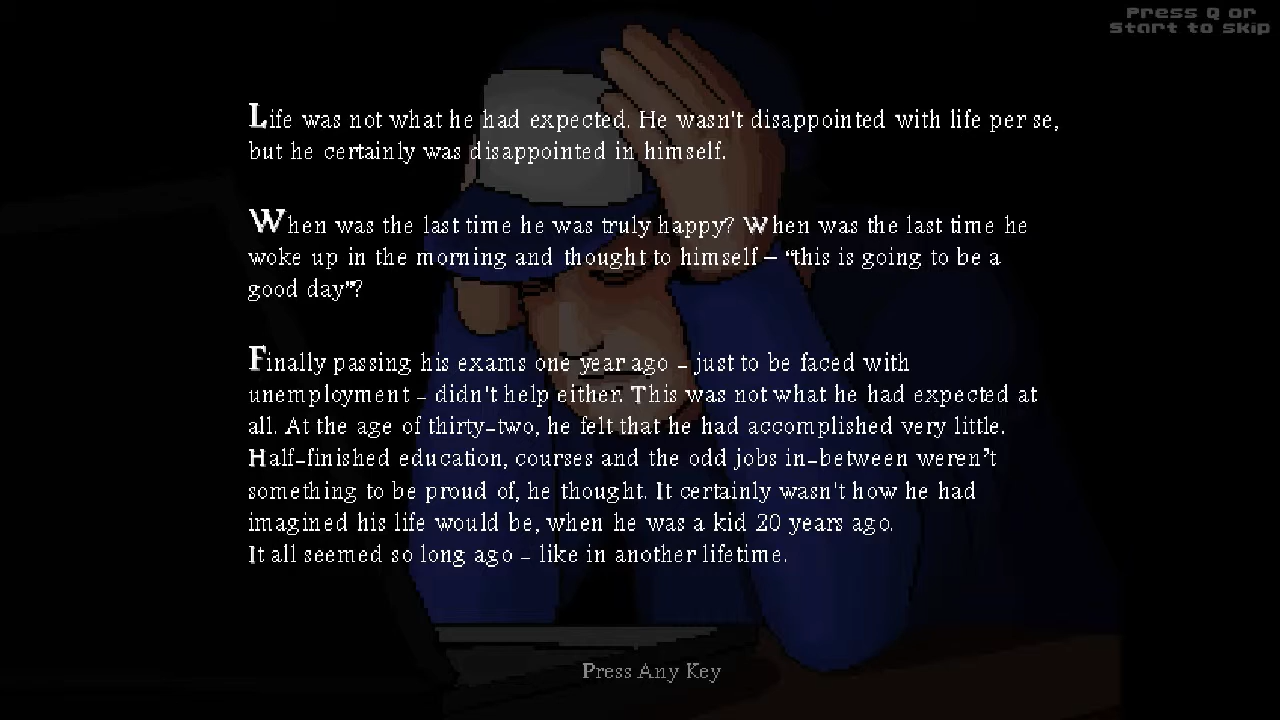 Press Q or
Start to skip
Life was not what he had expected. He wasn't disappointed with life per se,
but he certainly was disappointed in himself.
When was the last time he was truly happy? When was the last time he
woke up in the morning and thought to himself – “this is going to be a
good day”?
Finally passing his exams one year ago – just to be faced with
unemployment – didn't help either. This was not what he had expected at
all. At the age of thirty-two, he felt that he had accomplished very little.
Half-finished education, courses and the odd jobs in-between weren’t
something to be proud of, he thought. It certainly wasn't how he had
imagined his life would be, when he was a kid 20 years ago.
It all seemed so long ago – like in another lifetime.
Press Any Key